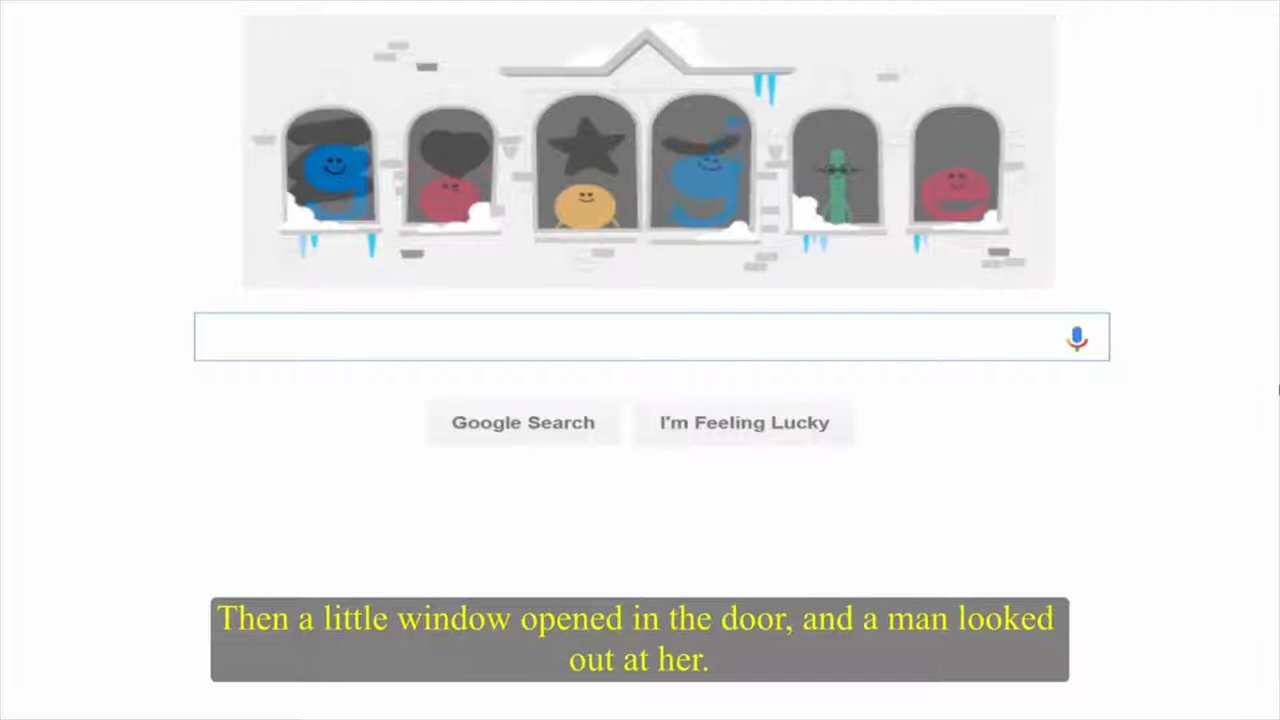 Google Search
I'm Feeling Lucky
Then a little window opened in the door, and a man looked
out at her.